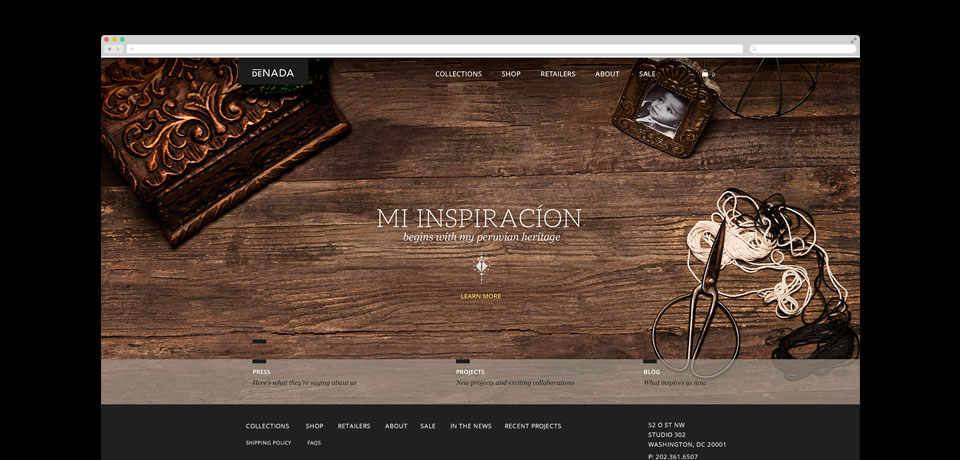 DENADA
COLLECTIONS SHOP RETAILERS ABOUT SALE 0
MI INSPIRACÍON
begins with my peruvian heritage
LEARN MORE
PRESS PROJECTS BLOG
Here's what they're saying about us New projects and exciting collaborations What inspires us now
COLLECTIONS SHOP RETAILERS ABOUT SALE IN THE NEWS RECENT PROJECTS
SHIPPING POLICY FAQS
52 O ST NW
STUDIO 302
WASHINGTON, DC 20001
P: 202.361.6507